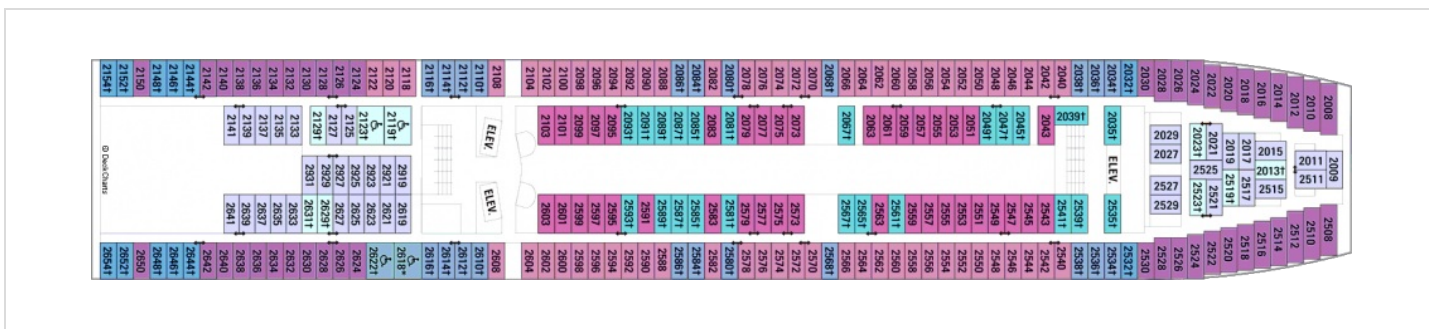 2154† 2152† 2150 2148† 2146† 2144† 2142 2140 2138 2136 2134 2132 2130 2128 2126 2124 2122 2120 2118 2116† 2114† 2112† 2110† 2108 2104 2102 2100 2098 2096 2094 2092 2090 2088 2086† 2084† 2082 2080† 2078 2076 2074 2072 2070 2068† 2066 2064 2062 2060 2058 2056 2054 2052 2050 2048 2046 2044 2042 2040 2038† 2036† 2034† 2032† 2030 2028 2026 2024 2022 2020 2018 2016 2014 2012 2010 2008
2141 2139 2137 2135 2133 2129† 2127 2125 2123† 2119† ELEV. 2103 2101 2099 2097 2095 2093† 2091† 2089† 2087† 2085† 2083 2081† 2079 2077 2075 2073 2067† 2063 2061 2059 2057 2055 2053 2051 2049† 2047† 2045† 2043 2039† 2035†
2029 2027 2023† 2021 2019 2017 2015 2013† 2011 2009
© DeckCharts
2931 2929 2927 2925 2923 2921 2919 ELEV. ELEV.
2527 2529 2525 2523† 2521 2519† 2517 2515 2511
2641 2639 2637 2635 2633 2631† 2629† 2627 2625 2623 2621 2619 2603 2601 2599 2597 2595 2593† 2591 2589† 2587† 2585† 2583 2581† 2579 2577 2575 2573 2567† 2565† 2563 2561† 2559 2557 2555 2553 2551 2549 2547 2545 2543 2541† 2539† 2535†
2654† 2652† 2650 2648† 2646† 2644† 2642 2640 2638 2636 2634 2632 2630 2628 2626 2624 2622† 2618* 2616† 2614† 2612† 2610† 2608 2604 2602 2600 2598 2596 2594 2592 2590 2588 2586† 2584† 2582 2580† 2578 2576 2574 2572 2570 2568† 2566 2564 2562 2560 2558 2556 2554 2552 2550 2548 2546 2544 2542 2540 2538† 2536† 2534† 2532† 2530 2528 2526 2524 2522 2520 2518 2516 2514 2512 2510 2508